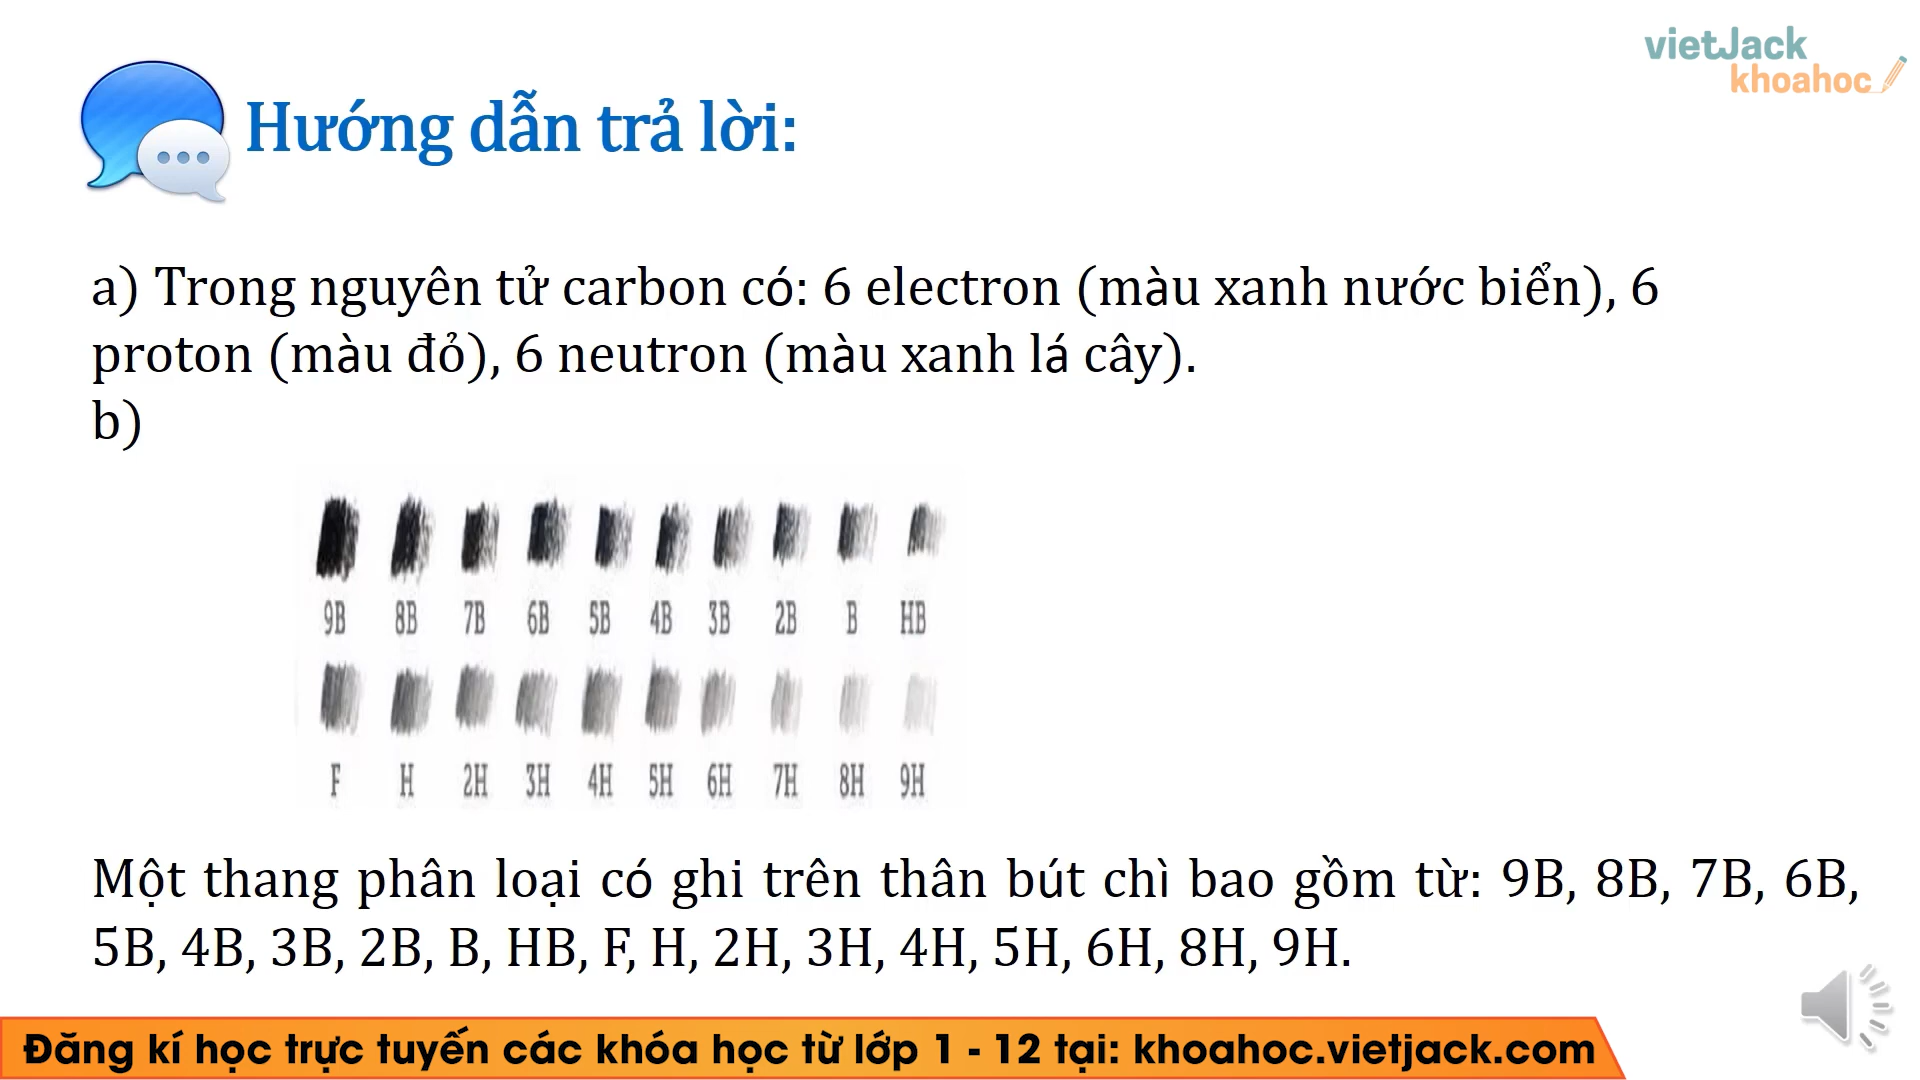 vietJack
khoahoc
Hướng dẫn trả lời:
a) Trong nguyên tử carbon có: 6 electron (màu xanh nước biển), 6
proton (màu đỏ), 6 neutron (màu xanh lá cây).
b)
9B 8B 7B 6B 5B 4B 3B 2B B HB
F H 2H 3H 4H 5H 6H 7H 8H 9H
Một thang phân loại có ghi trên thân bút chì bao gồm từ: 9B, 8B, 7B, 6B,
5B, 4B, 3B, 2B, B, HB, F, H, 2H, 3H, 4H, 5H, 6H, 8H, 9H.
Đăng kí học trực tuyến các khóa học từ lớp 1 - 12 tại: khoahoc.vietjack.com